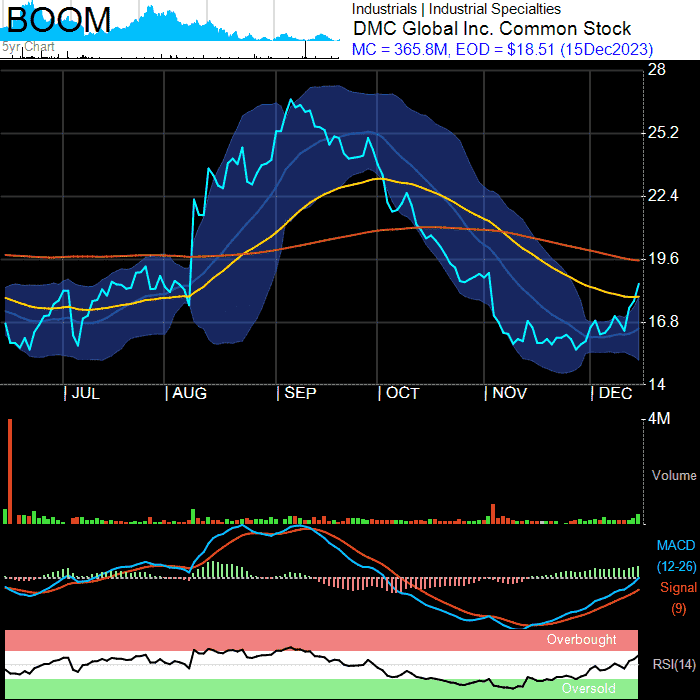 BOOM
5yr Chart
Industrials | Industrial Specialties
DMC Global Inc. Common Stock
MC = 365.8M, EOD = $18.51 (15Dec2023)
28
25.2
22.4
19.6
16.8
14
| JUL
| AUG
| SEP
| OCT
| NOV
| DEC
4M
Volume
MACD
(12-26)
Signal
(9)
Overbought
RSI(14)
Oversold